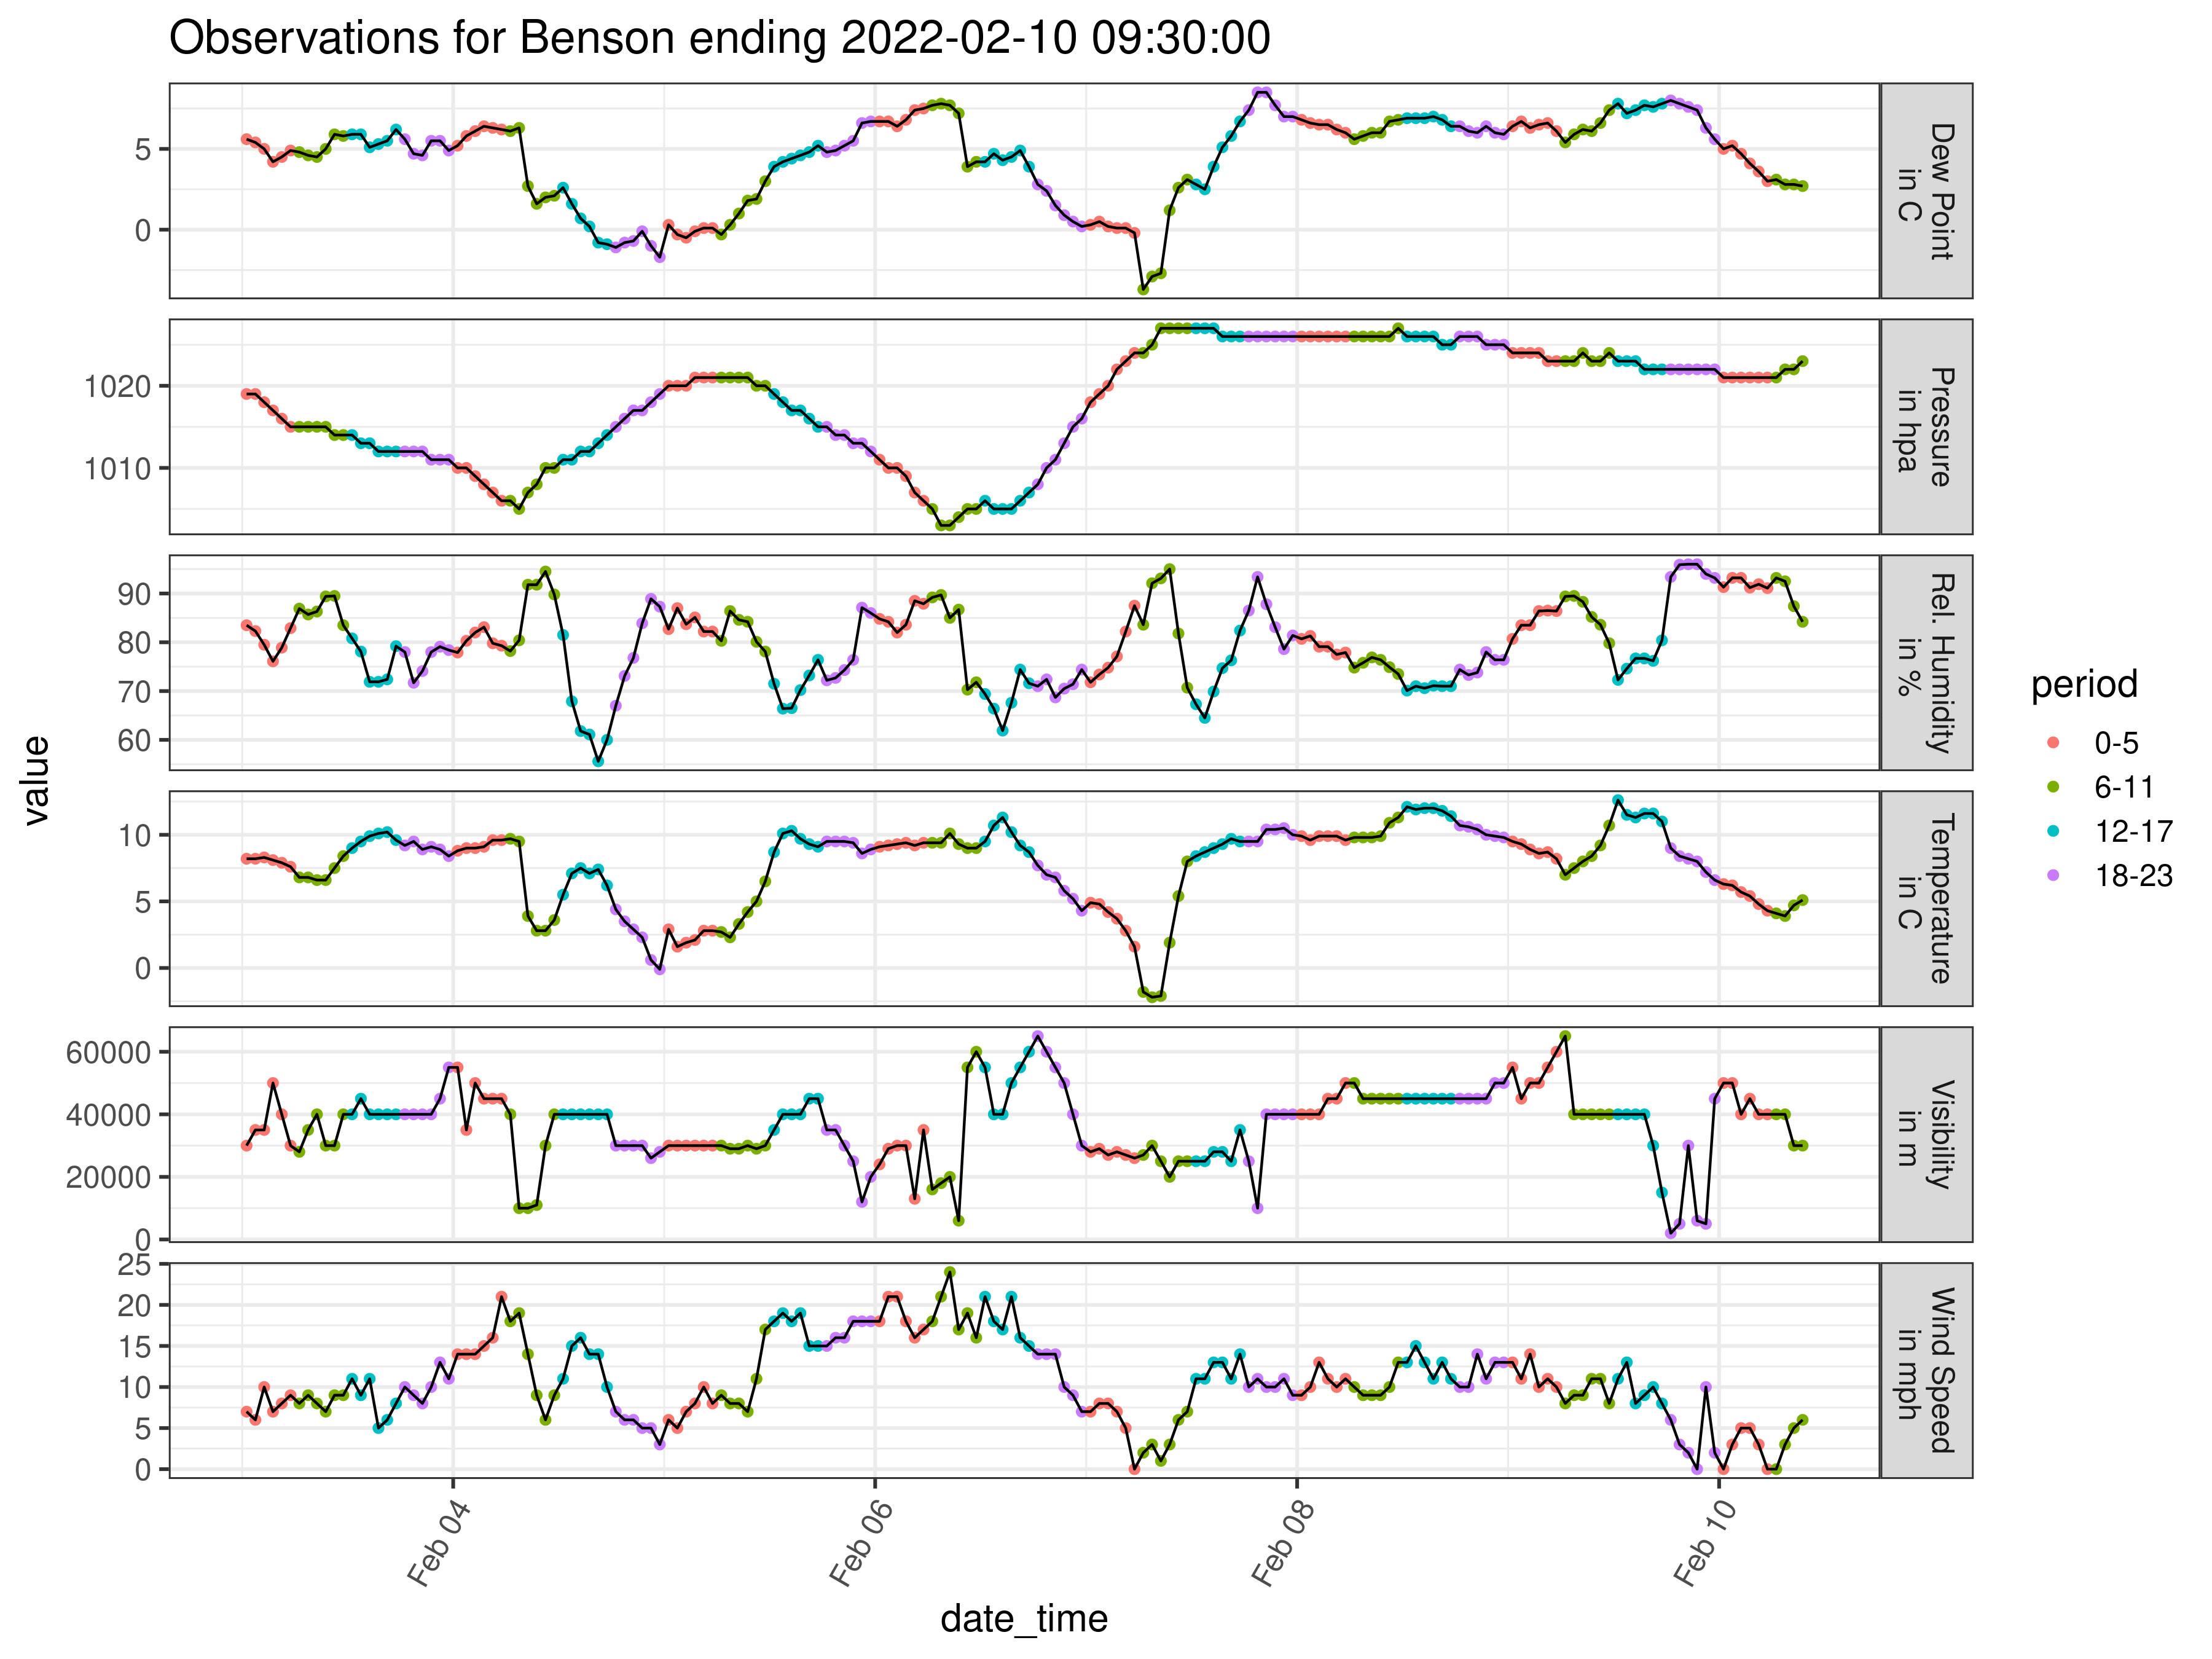 Observations for Benson ending 2022-02-10 09:30:00
value
5
0
Dew Point
in C
1020
1010
Pressure
in hpa
90
80
70
60
Rel. Humidity
in %
10
5
0
Temperature
in C
60000
40000
20000
0
Visibility
in m
25
20
15
10
5
0
Wind Speed
in mph
Feb 04
Feb 06
Feb 08
Feb 10
date_time
period
0-5
6-11
12-17
18-23